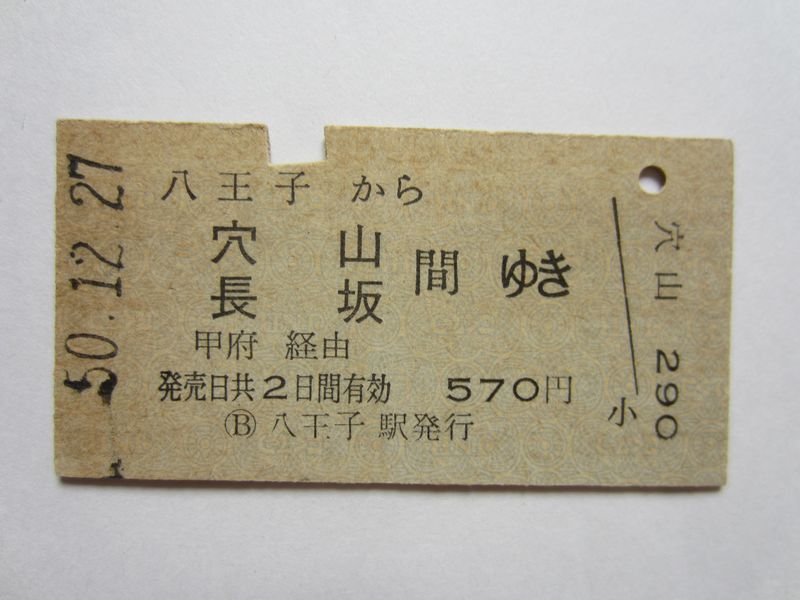 50.12.27
八王子 から
穴山
長坂 間 ゆき
甲府 経由
発売日共2日間有効 570円
Ⓑ 八王子 駅発行
小
穴山 290